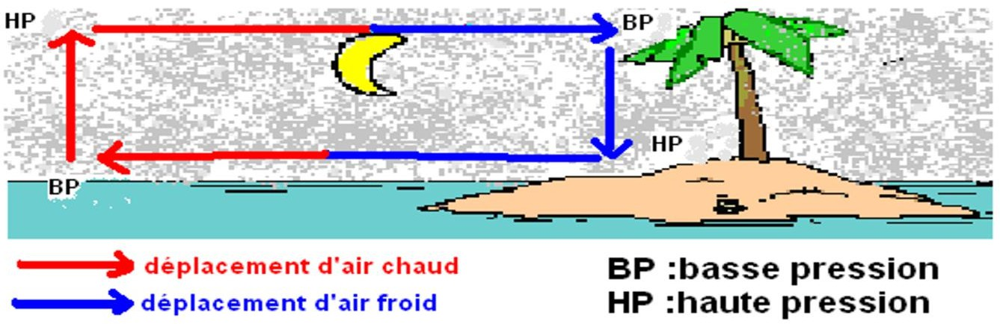 HP
BP
HP
BP
déplacement d'air chaud
déplacement d'air froid
BP :basse pression
HP :haute pression